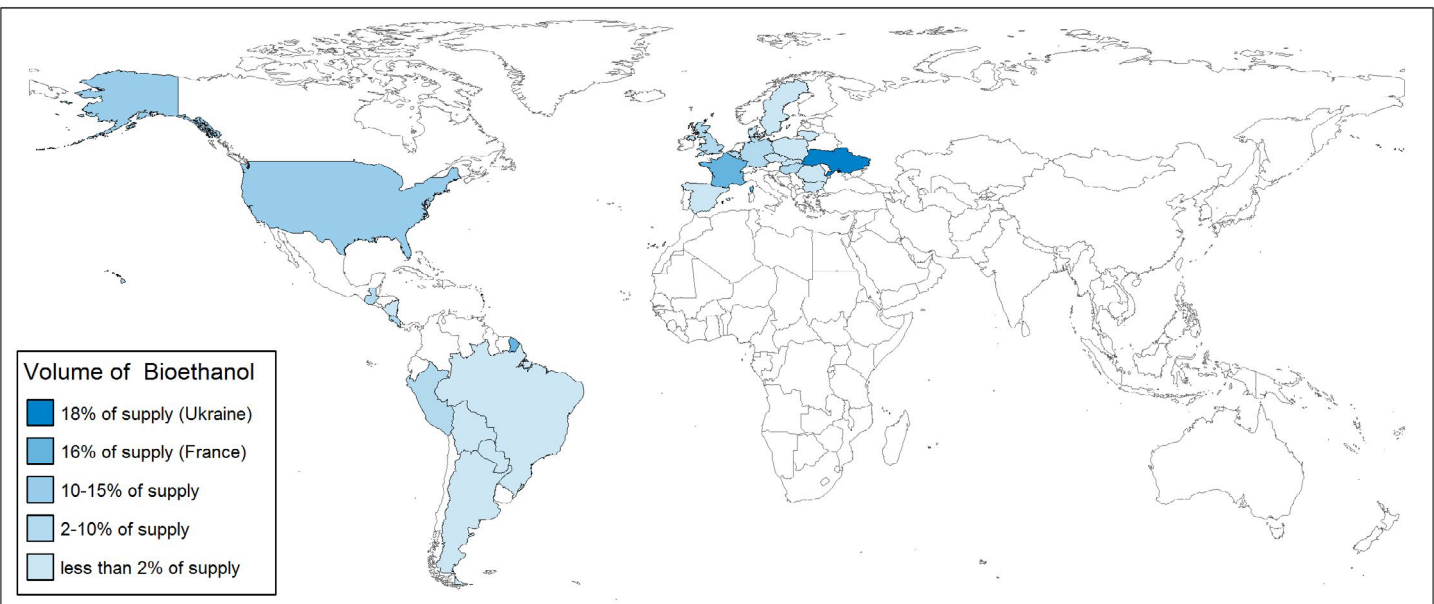 Volume of Bioethanol
18% of supply (Ukraine)
16% of supply (France)
10-15% of supply
2-10% of supply
less than 2% of supply